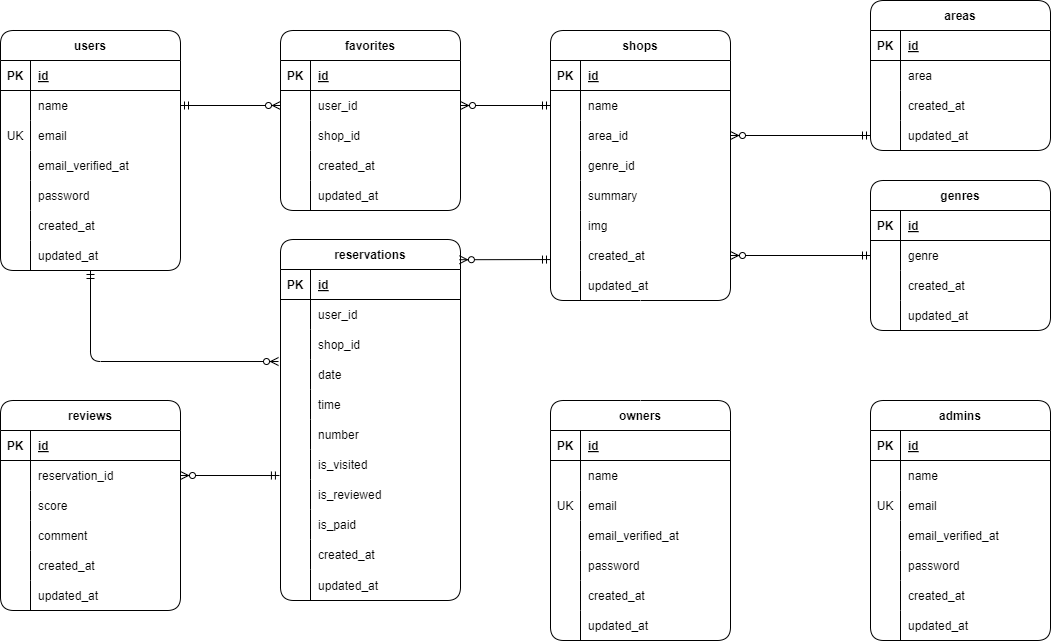 users
PK id
name
UK email
email_verified_at
password
created_at
updated_at
favorites
PK id
user_id
shop_id
created_at
updated_at
shops
PK id
name
area_id
genre_id
summary
img
created_at
updated_at
areas
PK id
area
created_at
updated_at
genres
PK id
genre
created_at
updated_at
reservations
PK id
user_id
shop_id
date
time
number
is_visited
is_reviewed
is_paid
created_at
updated_at
reviews
PK id
reservation_id
score
comment
created_at
updated_at
owners
PK id
name
UK email
email_verified_at
password
created_at
updated_at
admins
PK id
name
UK email
email_verified_at
password
created_at
updated_at